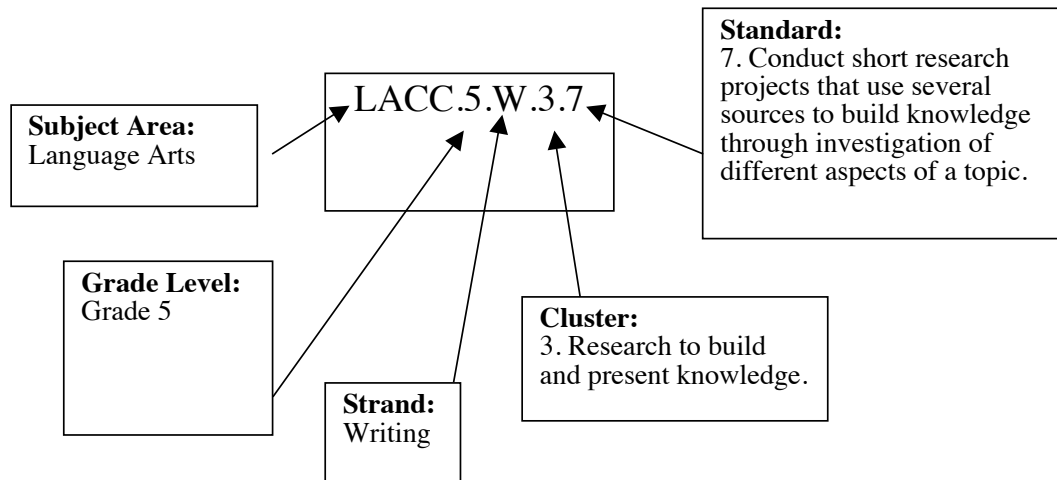 LACC.5.W.3.7
Subject Area:
Language Arts
Standard:
7. Conduct short research
projects that use several
sources to build knowledge
through investigation of
different aspects of a topic.
Grade Level:
Grade 5
Strand:
Writing
Cluster:
3. Research to build
and present knowledge.